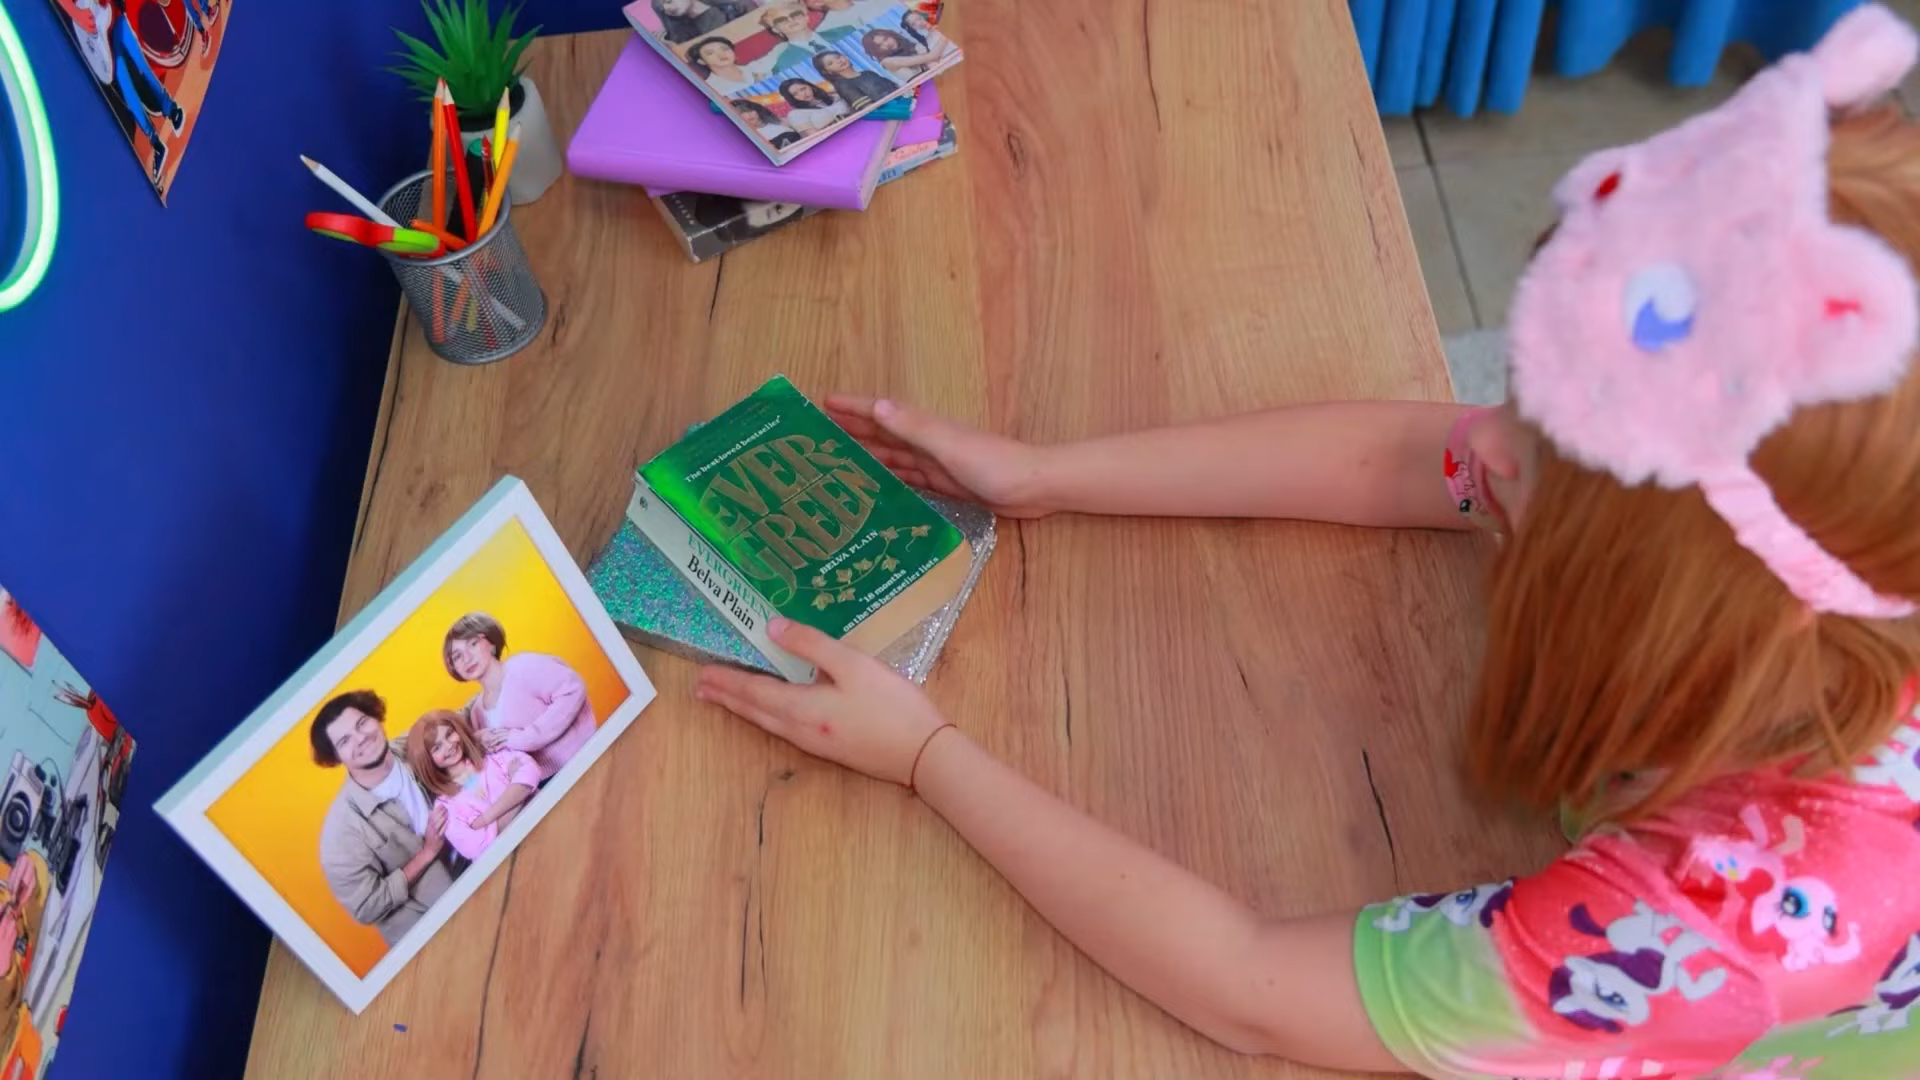 The best-loved bestseller*
EVER-
GREEN
BELVA PLAIN
*18 months
on the US bestseller lists
EVERGREEN
Belva Plain